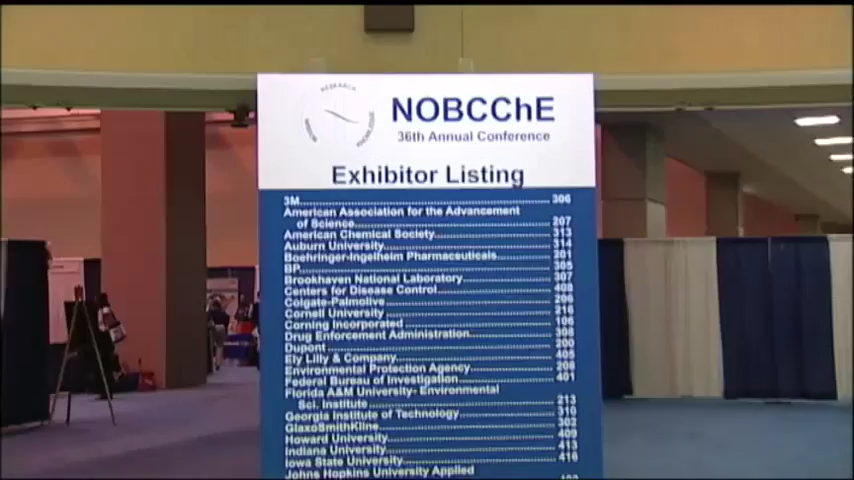 RESEARCH
KNOWLEDGE
NOBCChE
36th Annual Conference
Exhibitor Listing
3M 306
American Association for the Advancement
of Science 207
American Chemical Society 313
Auburn University 314
Boehringer-Ingelheim Pharmaceuticals 201
BP 305
Brookhaven National Laboratory 307
Centers for Disease Control 408
Colgate-Palmolive 206
Cornell University 216
Corning Incorporated 106
Drug Enforcement Administration 308
Dupont 200
Ely Lilly & Company 405
Environmental Protection Agency 208
Federal Bureau of Investigation 401
Florida A&M University- Environmental
Sci. Institute 213
Georgia Institute of Technology 310
GlaxoSmithKline 302
Howard University 409
Indiana University 413
Iowa State University 416
Johns Hopkins University Applied